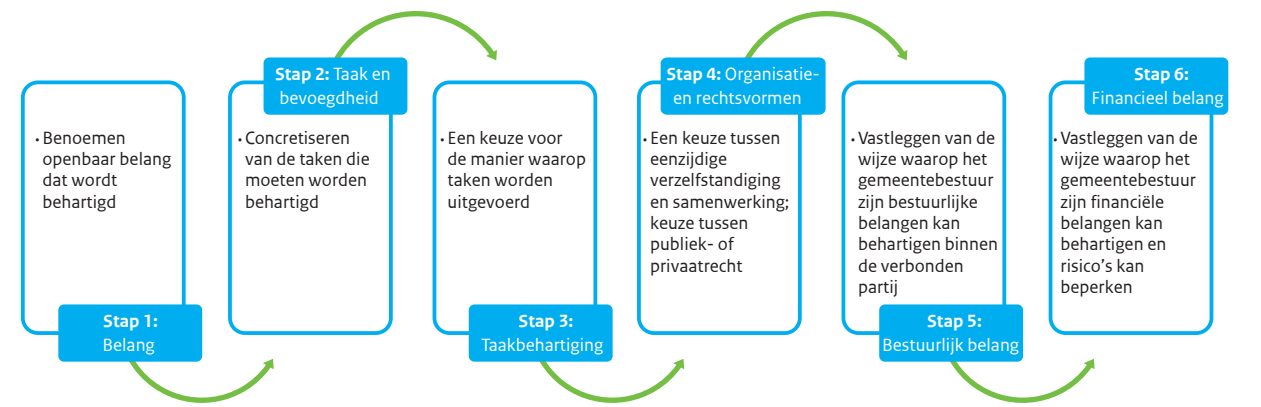 · Benoemen
openbaar belang
dat wordt
behartigd
Stap 1:
Belang
Stap 2: Taak en
bevoegdheid
· Concretiseren
van de taken die
moeten worden
behartigd
· Een keuze voor
de manier waarop
taken worden
uitgevoerd
Stap 3:
Taakbehartiging
Stap 4: Organisatie-
en rechtsvormen
· Een keuze tussen
eenzijdige
verzelfstandiging
en samenwerking;
keuze tussen
publiek- of
privaatrecht
· Vastleggen van de
wijze waarop het
gemeentebestuur
zijn bestuurlijke
belangen kan
behartigen binnen
de verbonden
partij
Stap 5:
Bestuurlijk belang
Stap 6:
Financieel belang
· Vastleggen van de
wijze waarop het
gemeentebestuur
zijn financiële
belangen kan
behartigen en
risico's kan
beperken